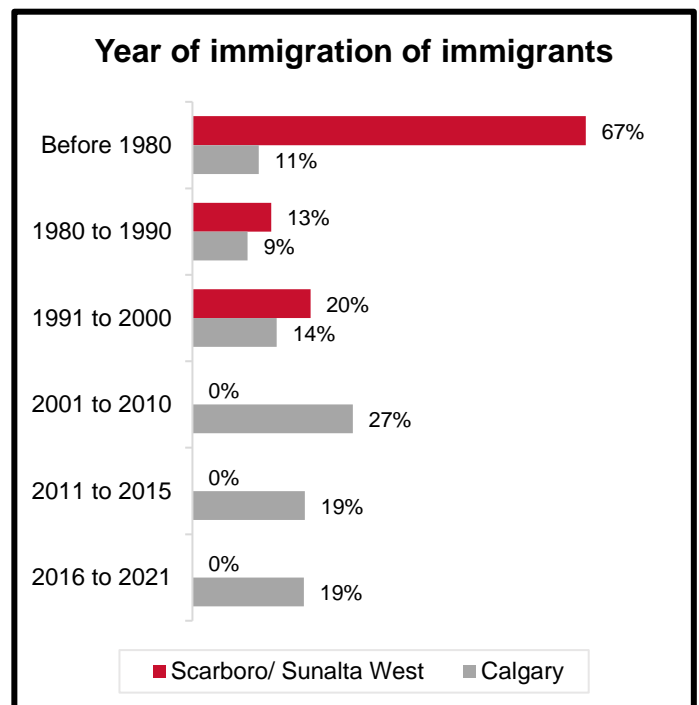 Year of immigration of immigrants
Before 1980
67%
11%
1980 to 1990
13%
9%
1991 to 2000
20%
14%
2001 to 2010
0%
27%
2011 to 2015
0%
19%
2016 to 2021
0%
19%
Scarboro/ Sunalta West
Calgary